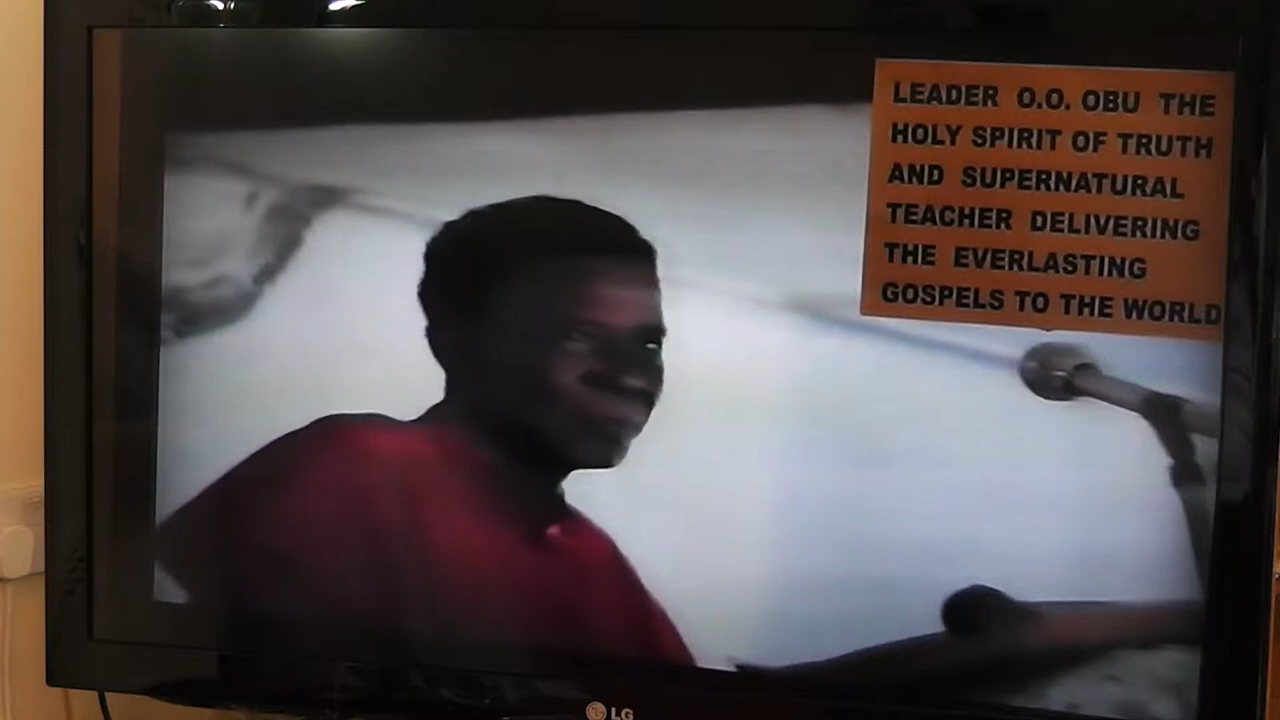 LEADER O.O. OBU THE
HOLY SPIRIT OF TRUTH
AND SUPERNATURAL
TEACHER DELIVERING
THE EVERLASTING
GOSPELS TO THE WORLD
LG